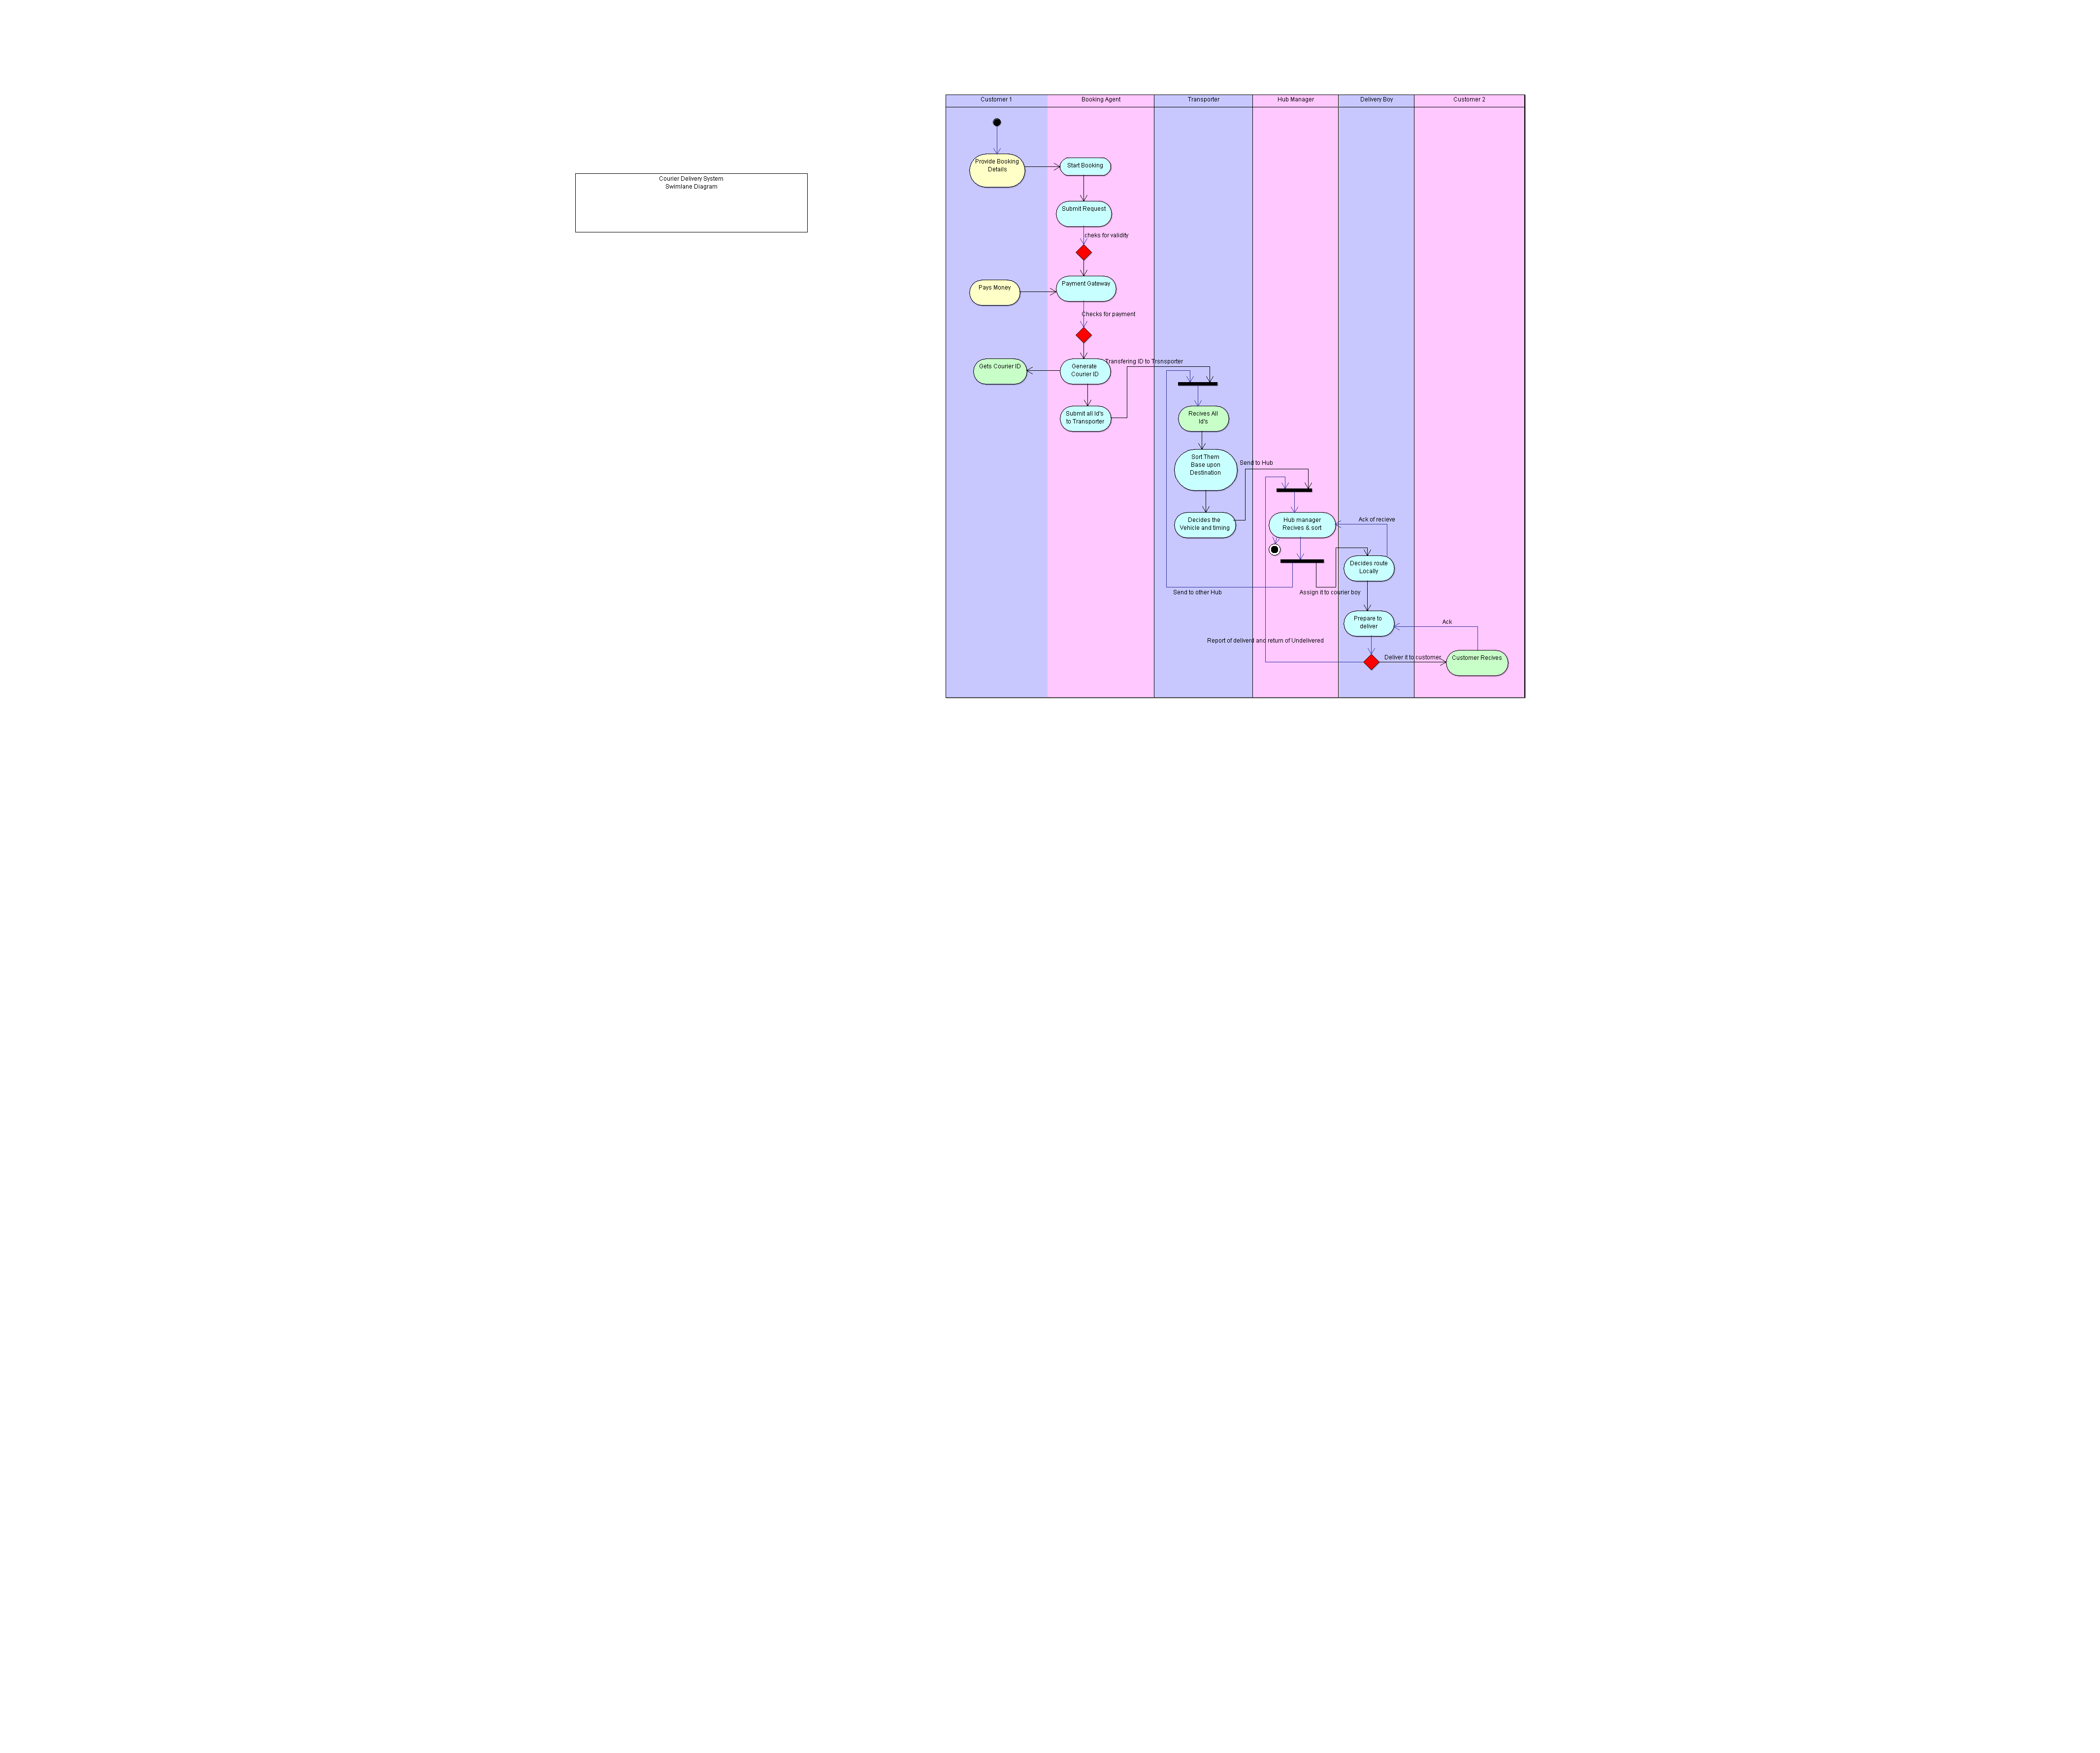 Customer 1
Booking Agent
Transporter
Hub Manager
Delivery Boy
Customer 2
Courier Delivery System
Swimlane Diagram
Provide Booking
Details
Start Booking
Submit Request
cheks for validity
Pays Money
Payment Gateway
Checks for payment
Gets Courier ID
Generate
Courier ID
Transfering ID to Trsnsporter
Submit all Id's
to Transporter
Recives All
Id's
Sort Them
Base upon
Destination
Send to Hub
Decides the
Vehicle and timing
Hub manager
Recives & sort
Ack of recieve
Decides route
Locally
Send to other Hub
Assign it to courier boy
Prepare to
deliver
Ack
Report of deliverd and return of Undelivered
Deliver it to customer
Customer Recives